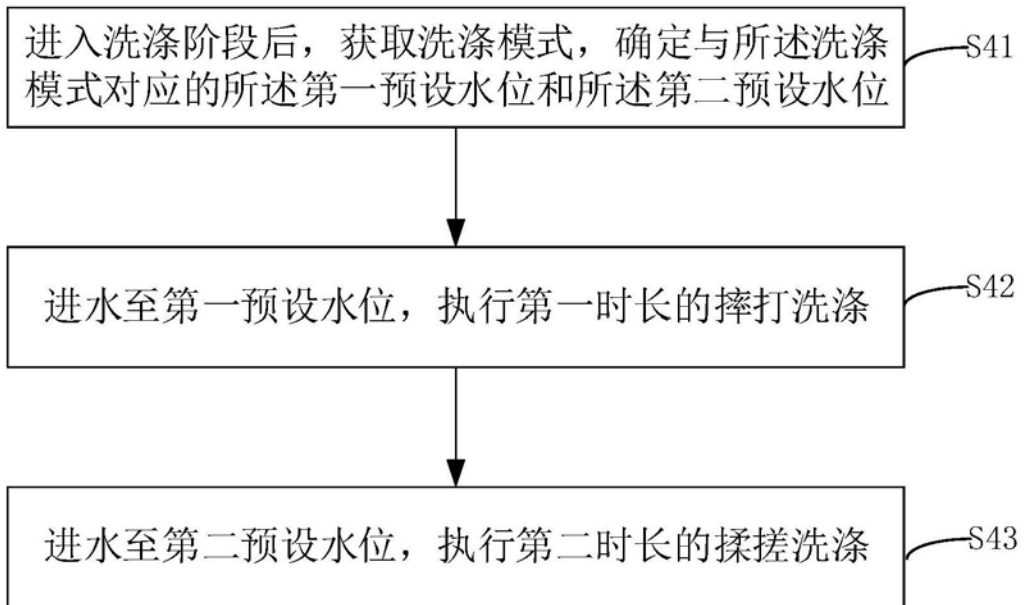 进入洗涤阶段后，获取洗涤模式，确定与所述洗涤
模式对应的所述第一预设水位和所述第二预设水位
S41
进水至第一预设水位，执行第一时长的摔打洗涤
S42
进水至第二预设水位，执行第二时长的揉搓洗涤
S43